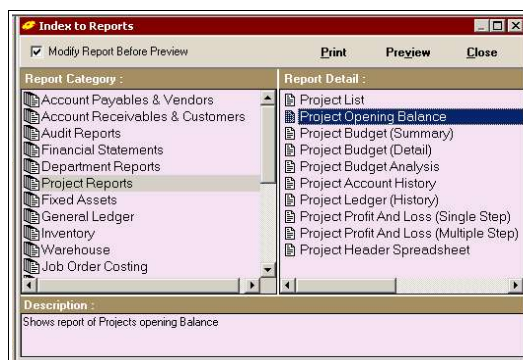 Index to Reports
Modify Report Before Preview
Print
Preview
Close
Report Category :
Account Payables & Vendors
Account Receivables & Customers
Audit Reports
Financial Statements
Department Reports
Project Reports
Fixed Assets
General Ledger
Inventory
Warehouse
Job Order Costing
Report Detail :
Project List
Project Opening Balance
Project Budget (Summary)
Project Budget (Detail)
Project Budget Analysis
Project Account History
Project Ledger (History)
Project Profit And Loss (Single Step)
Project Profit And Loss (Multiple Step)
Project Header Spreadsheet
Description :
Shows report of Projects opening Balance